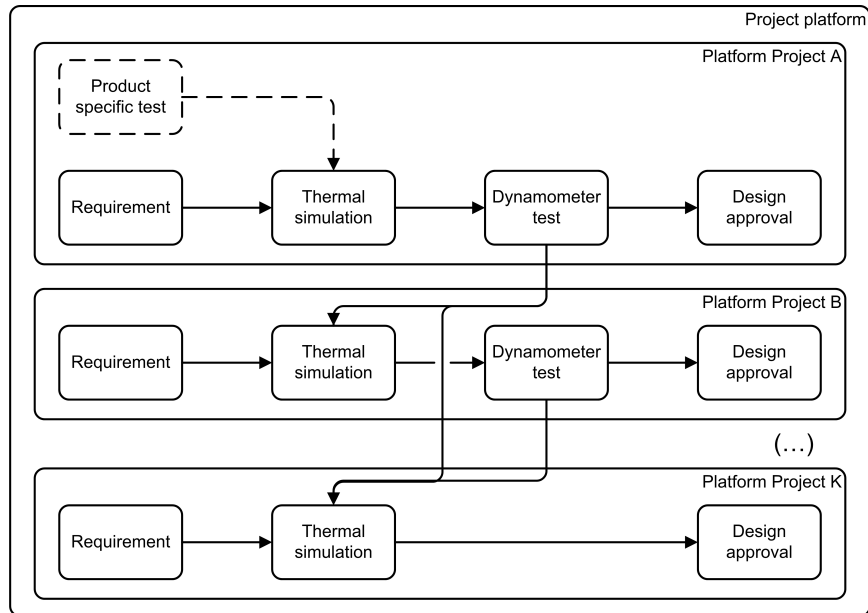 Project platform
Platform Project A
Product
specific test
Requirement
Thermal
simulation
Dynamometer
test
Design
approval
Platform Project B
Requirement
Thermal
simulation
Dynamometer
test
Design
approval
(...)
Platform Project K
Requirement
Thermal
simulation
Design
approval